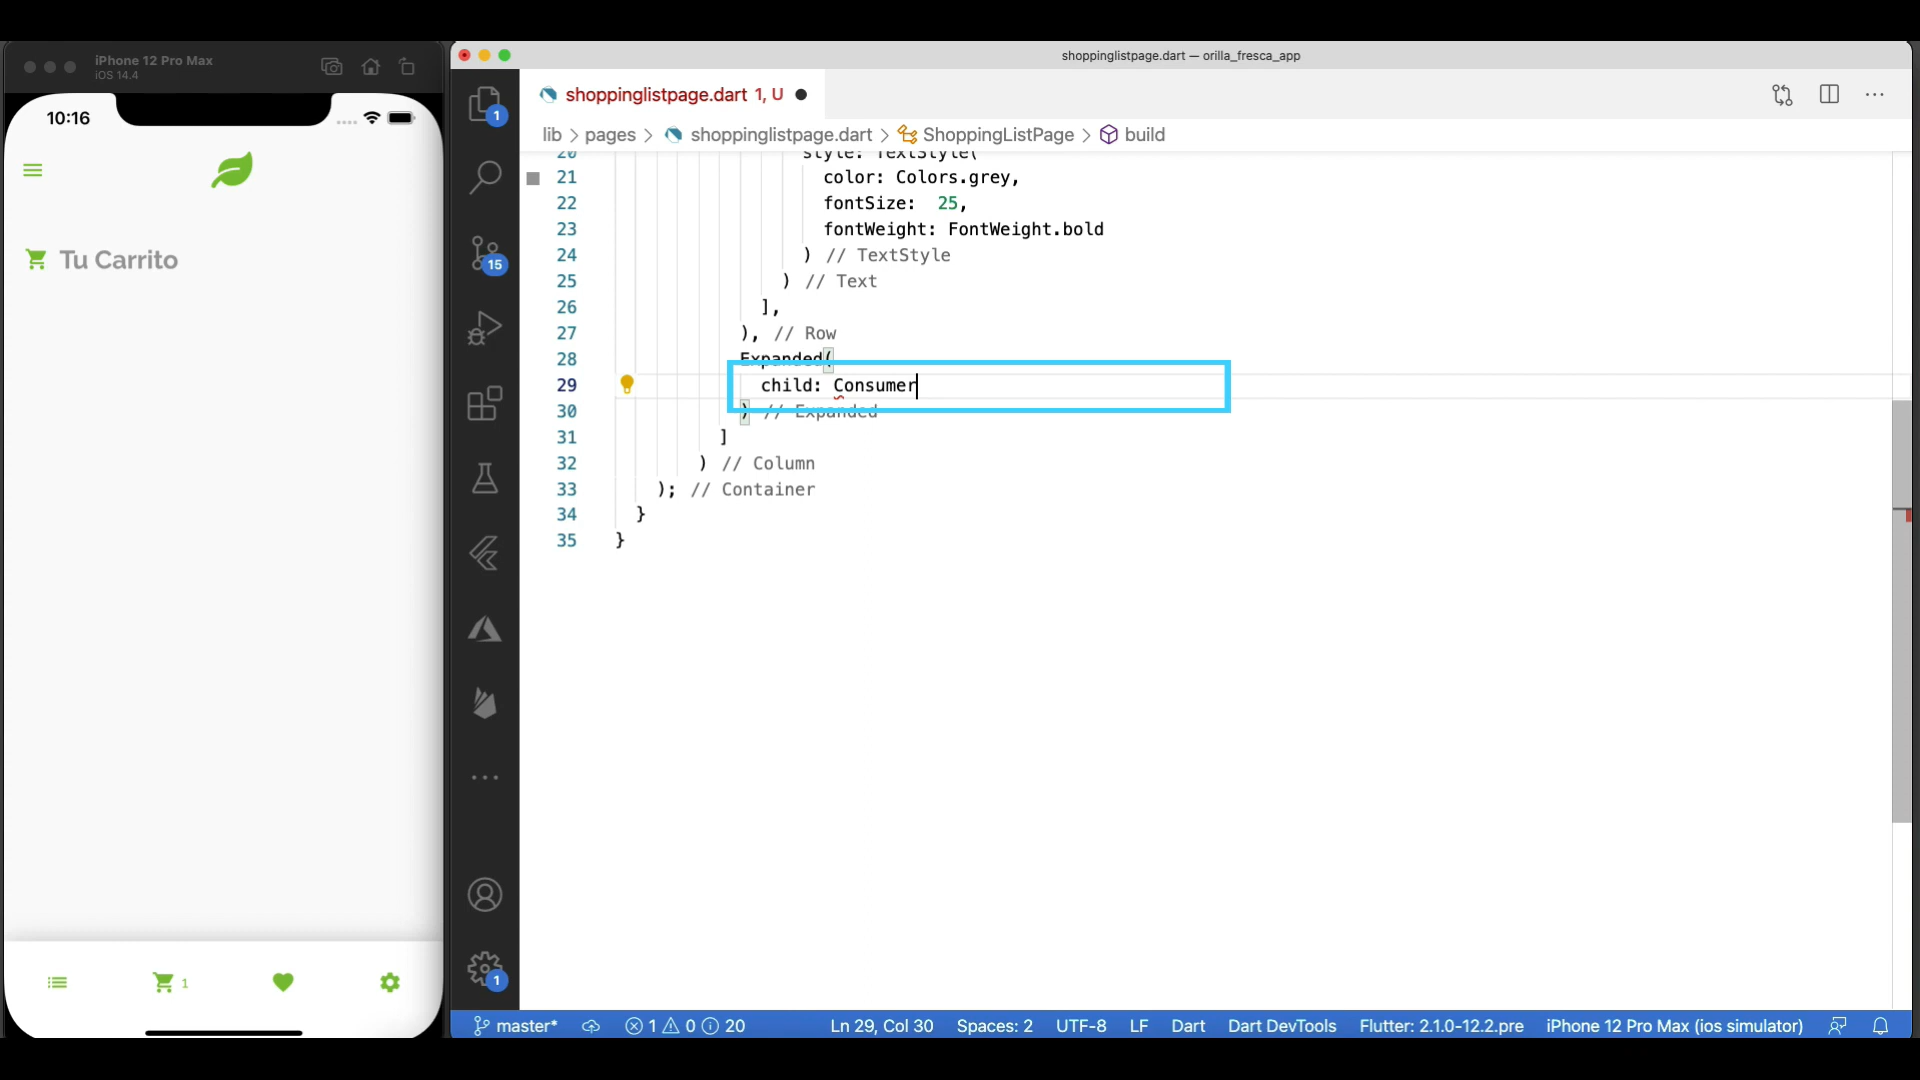 iPhone 12 Pro Max
iOS 14.4
10:16
Tu Carrito
1
shoppinglistpage.dart — orilla_fresca_app
shoppinglistpage.dart 1, U
lib > pages > shoppinglistpage.dart > ShoppingListPage > build
1
15
1
20 style: TextStyle(
21 color: Colors.grey,
22 fontSize: 25,
23 fontWeight: FontWeight.bold
24 ) // TextStyle
25 ) // Text
26 ],
27 ), // Row
28 Expanded(
29 child: Consumer
30 ) // Expanded
31 ]
32 ) // Column
33 ); // Container
34 }
35 }
master* 1 0 20 Ln 29, Col 30 Spaces: 2 UTF-8 LF Dart Dart DevTools Flutter: 2.1.0-12.2.pre iPhone 12 Pro Max (ios simulator)